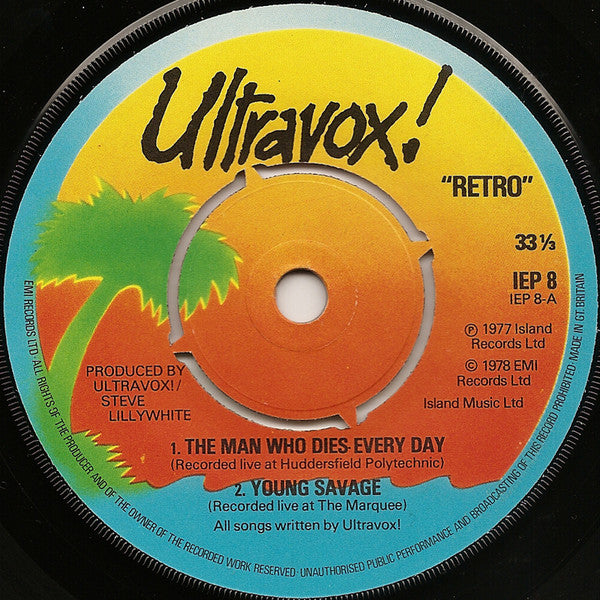 Ultravox!
"RETRO"
33⅓
IEP 8
IEP 8-A
℗ 1977 Island
Records Ltd
© 1978 EMI
Records Ltd
Island Music Ltd
PRODUCED BY
ULTRAVOX!/
STEVE
LILLYWHITE
1. THE MAN WHO DIES EVERY DAY
(Recorded live at Huddersfield Polytechnic)
2. YOUNG SAVAGE
(Recorded live at The Marquee)
All songs written by Ultravox!
EMI RECORDS LTD·ALL RIGHTS OF THE PRODUCER AND OF THE OWNER OF THE RECORDED WORK RESERVED·UNAUTHORISED PUBLIC PERFORMANCE AND BROADCASTING OF THIS RECORD PROHIBITED·MADE IN GT. BRITAIN